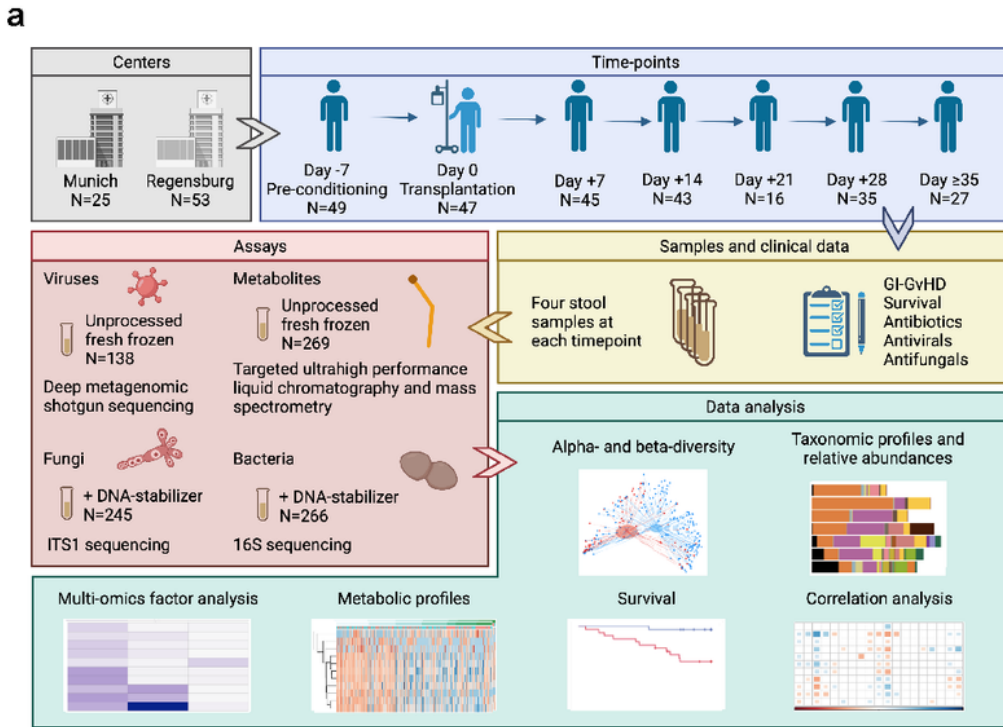 a
Centers
Munich
N=25
Regensburg
N=53
Time-points
Day -7
Pre-conditioning
N=49
Day 0
Transplantation
N=47
Day +7
N=45
Day +14
N=43
Day +21
N=16
Day +28
N=35
Day ≥35
N=27
Samples and clinical data
Four stool
samples at
each timepoint
GI-GvHD
Survival
Antibiotics
Antivirals
Antifungals
Assays
Viruses
Unprocessed
fresh frozen
N=138
Deep metagenomic
shotgun sequencing
Metabolites
Unprocessed
fresh frozen
N=269
Targeted ultrahigh performance
liquid chromatography and mass
spectrometry
Fungi
+ DNA-stabilizer
N=245
ITS1 sequencing
Bacteria
+ DNA-stabilizer
N=266
16S sequencing
Data analysis
Alpha- and beta-diversity
Taxonomic profiles and
relative abundances
Multi-omics factor analysis
Metabolic profiles
Survival
Correlation analysis